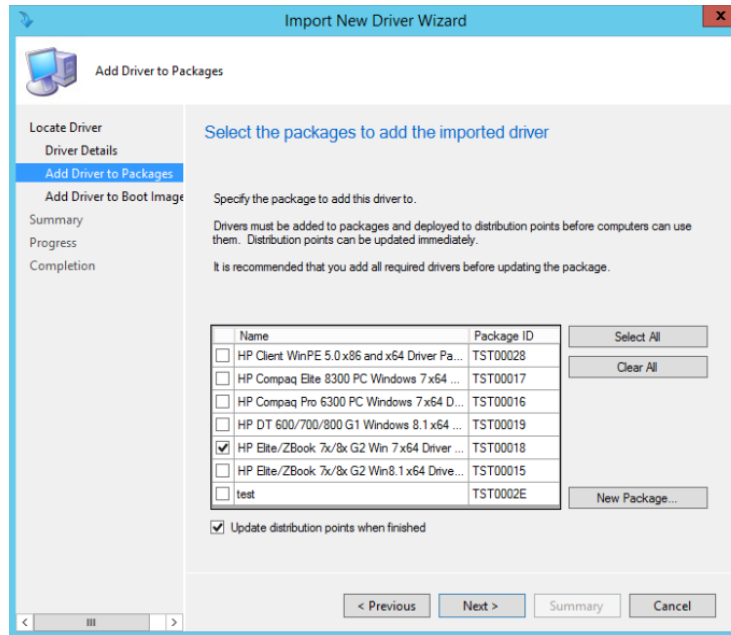 Import New Driver Wizard
x
Add Driver to Packages
Locate Driver
Driver Details
Add Driver to Packages
Add Driver to Boot Image
Summary
Progress
Completion
Select the packages to add the imported driver
Specify the package to add this driver to.
Drivers must be added to packages and deployed to distribution points before computers can use
them. Distribution points can be updated immediately.
It is recommended that you add all required drivers before updating the package.
Name Package ID
HP Client WinPE 5.0 x86 and x64 Driver Pa... TST00028
HP Compaq Elite 8300 PC Windows 7 x64 ... TST00017
HP Compaq Pro 6300 PC Windows 7 x64 D... TST00016
HP DT 600/700/800 G1 Windows 8.1 x64 ... TST00019
HP Elite/ZBook 7x/8x G2 Win 7 x64 Driver ... TST00018
HP Elite/ZBook 7x/8x G2 Win8.1 x64 Drive... TST00015
test TST0002E
Select All
Clear All
New Package...
Update distribution points when finished
< Previous Next > Summary Cancel